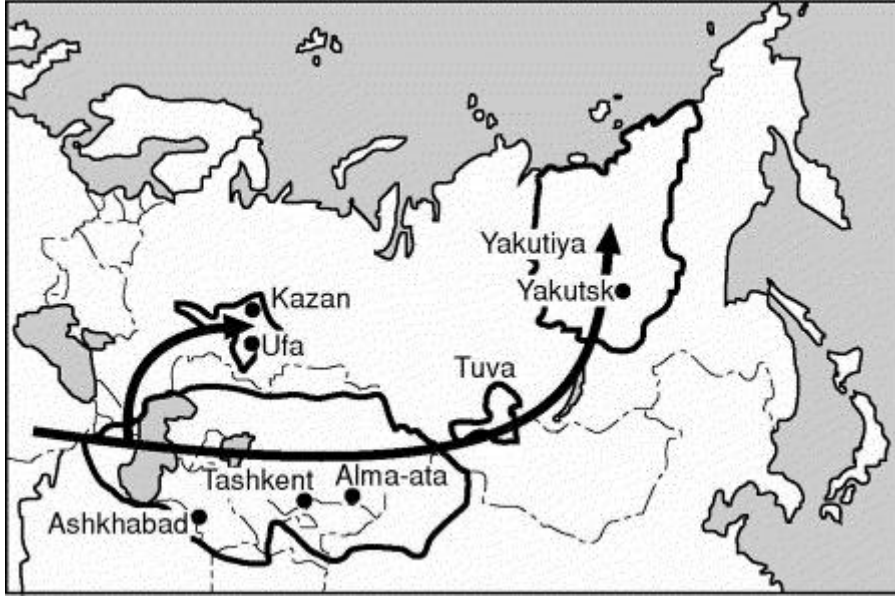 Yakutiya
Yakutsk
Kazan
Ufa
Tuva
Tashkent
Alma-ata
Ashkhabad